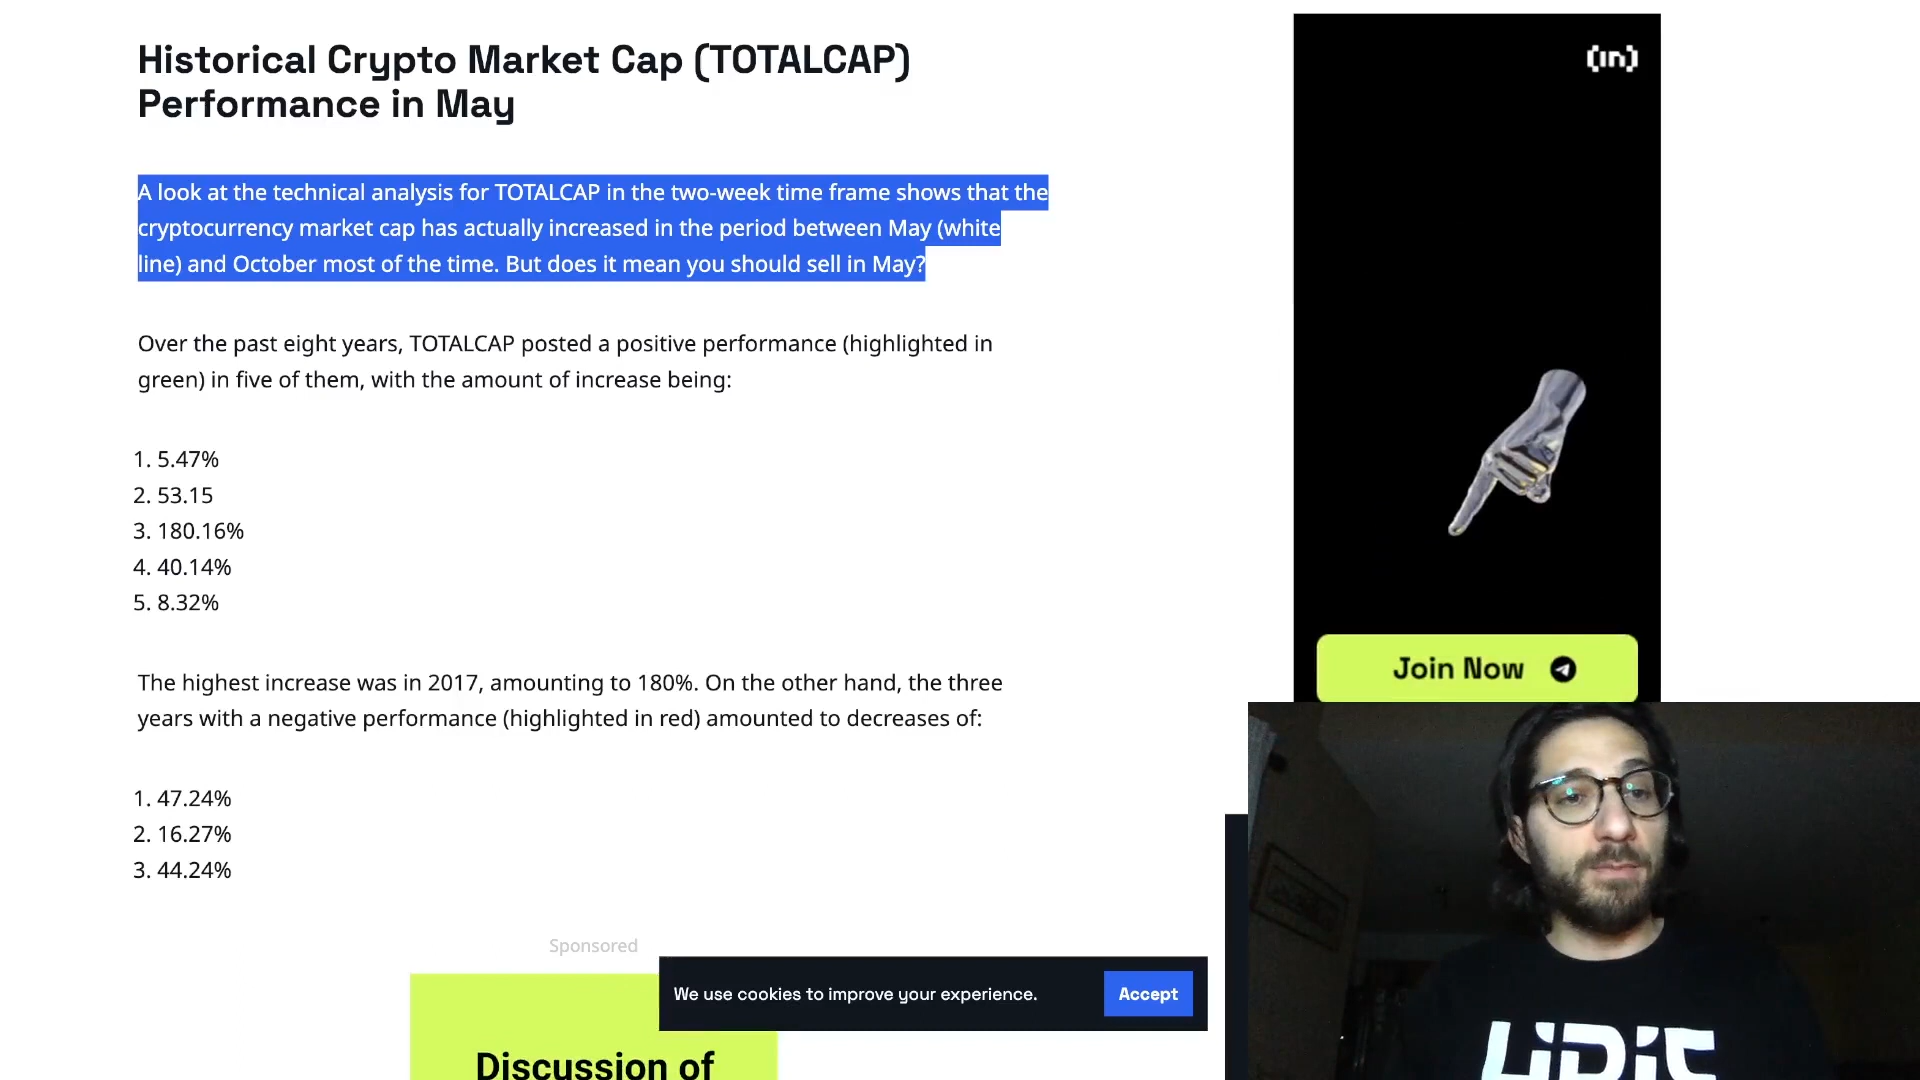 Historical Crypto Market Cap (TOTALCAP)
Performance in May
A look at the technical analysis for TOTALCAP in the two-week time frame shows that the
cryptocurrency market cap has actually increased in the period between May (white
line) and October most of the time. But does it mean you should sell in May?
Over the past eight years, TOTALCAP posted a positive performance (highlighted in
green) in five of them, with the amount of increase being:
1. 5.47%
2. 53.15
3. 180.16%
4. 40.14%
5. 8.32%
The highest increase was in 2017, amounting to 180%. On the other hand, the three
years with a negative performance (highlighted in red) amounted to decreases of:
1. 47.24%
2. 16.27%
3. 44.24%
Sponsored
Discussion of
We use cookies to improve your experience.
Accept
(in)
Join Now